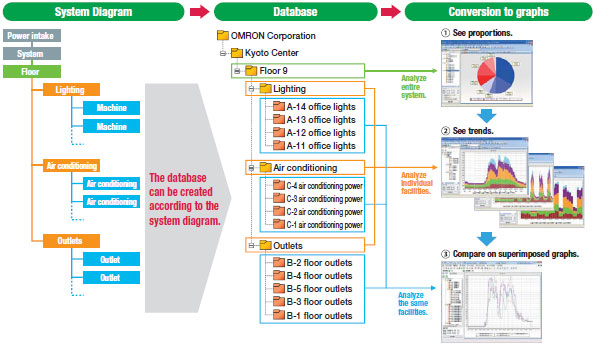 System Diagram
Database
Conversion to graphs
Power intake
System
Floor
Lighting
Machine
Machine
Air conditioning
Air conditioning
Air conditioning
Outlets
Outlet
Outlet
The database
can be created
according to the
system diagram.
OMRON Corporation
Kyoto Center
Floor 9
Lighting
A-14 office lights
A-13 office lights
A-12 office lights
A-11 office lights
Air conditioning
C-4 air conditioning power
C-3 air conditioning power
C-2 air conditioning power
C-1 air conditioning power
Outlets
B-2 floor outlets
B-4 floor outlets
B-5 floor outlets
B-3 floor outlets
B-1 floor outlets
Analyze
entire
system.
Analyze
individual
facilities.
Analyze
the same
facilities.
① See proportions.
② See trends.
③ Compare on superimposed graphs.